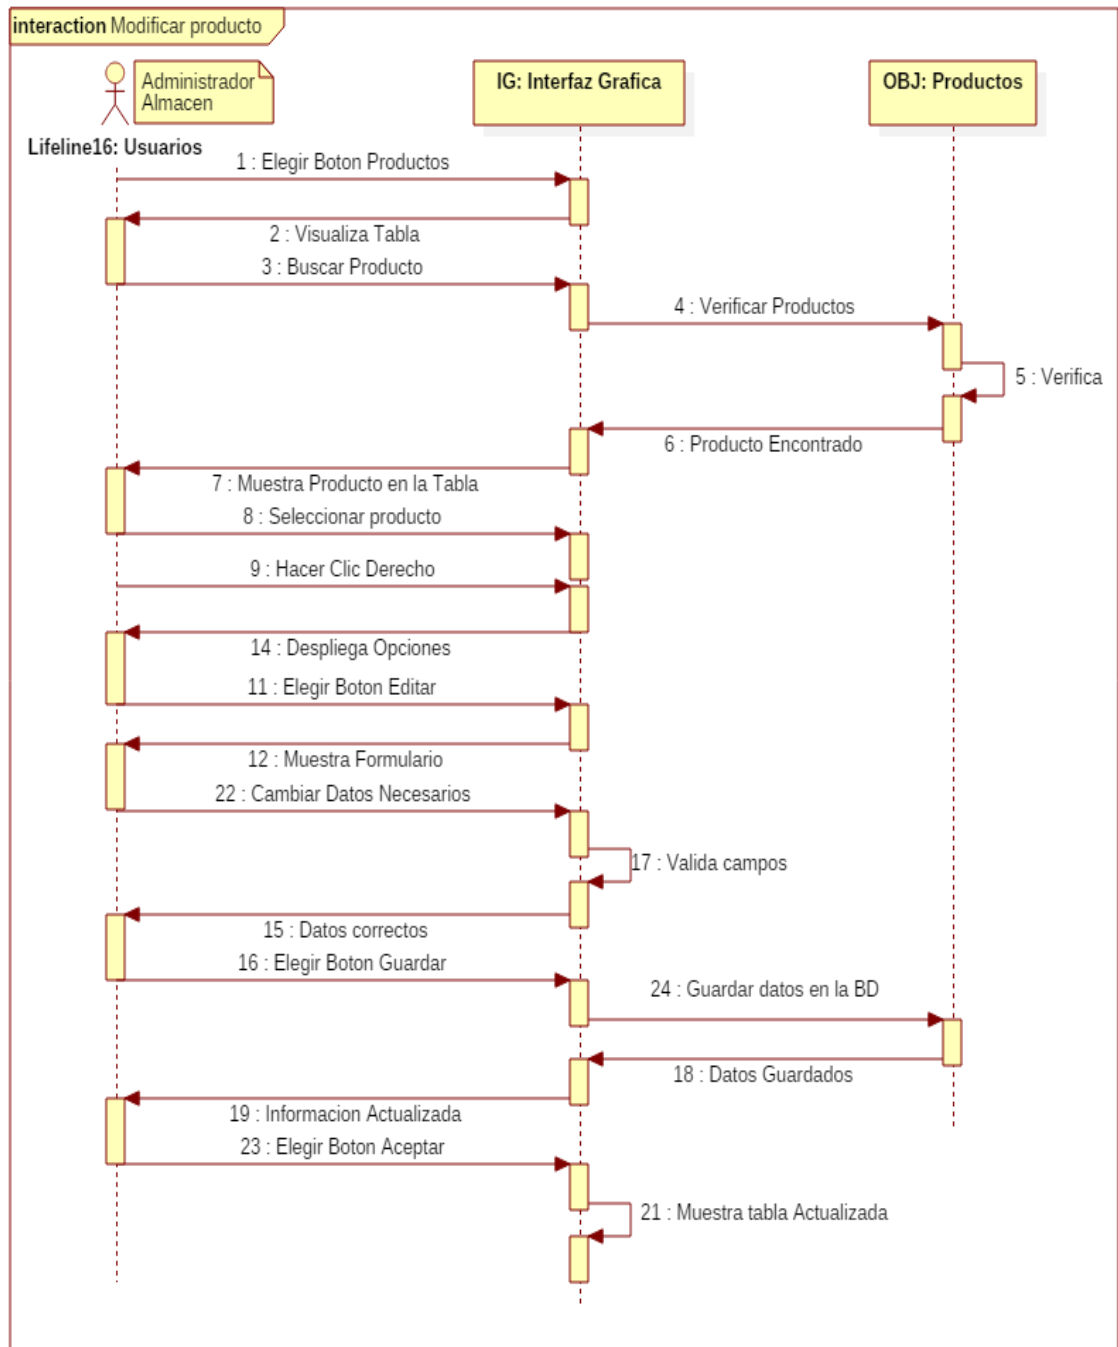 interaction Modificar producto
Administrador
Almacen
IG: Interfaz Grafica
OBJ: Productos
Lifeline16: Usuarios
1 : Elegir Boton Productos
2 : Visualiza Tabla
3 : Buscar Producto
4 : Verificar Productos
5 : Verifica
6 : Producto Encontrado
7 : Muestra Producto en la Tabla
8 : Seleccionar producto
9 : Hacer Clic Derecho
14 : Despliega Opciones
11 : Elegir Boton Editar
12 : Muestra Formulario
22 : Cambiar Datos Necesarios
17 : Valida campos
15 : Datos correctos
16 : Elegir Boton Guardar
24 : Guardar datos en la BD
18 : Datos Guardados
19 : Informacion Actualizada
23 : Elegir Boton Aceptar
21 : Muestra tabla Actualizada